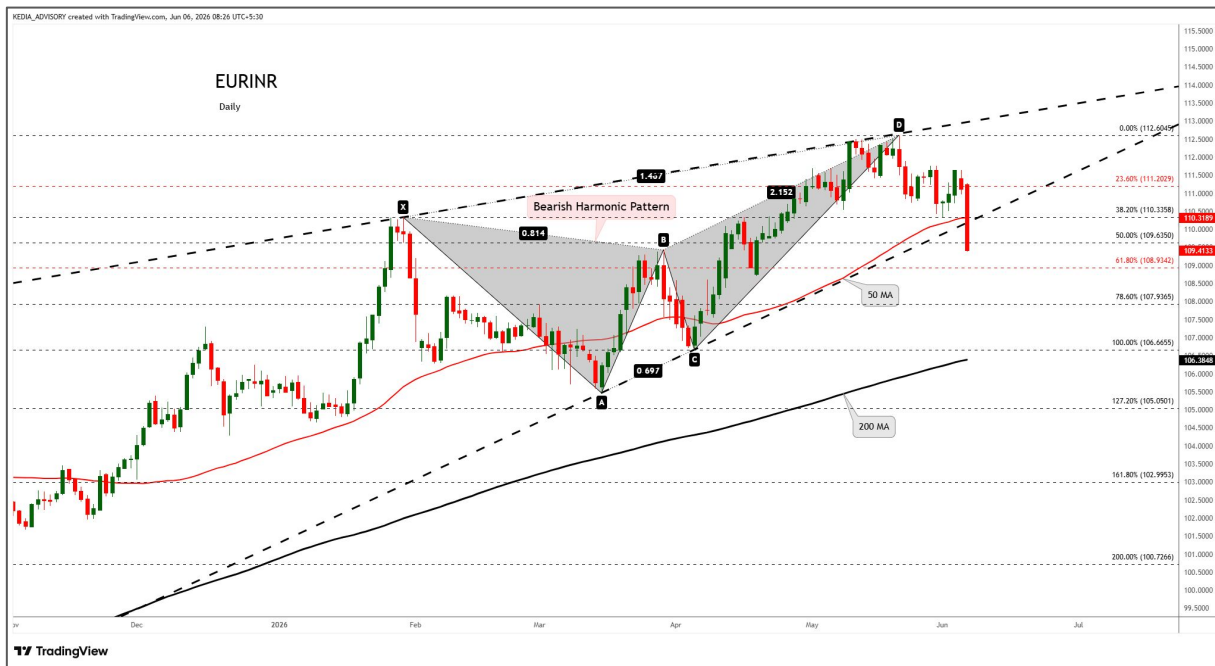 KEDIA_ADVISORY created with TradingView.com, Jun 06, 2026 08:26 UTC+5:30
EURINR
Daily
115.5000
115.0000
114.5000
114.0000
113.5000
113.0000
112.5000
112.0000
111.5000
111.0000
110.5000
110.3189
110.0000
109.4133
109.0000
108.5000
108.0000
107.5000
107.0000
106.3848
106.0000
105.5000
105.0000
104.5000
104.0000
103.5000
103.0000
102.5000
102.0000
101.5000
101.0000
100.5000
100.0000
99.5000
0.00% (112.6045)
23.60% (111.2029)
38.20% (110.3358)
50.00% (109.6350)
61.80% (108.9342)
78.60% (107.9365)
100.00% (106.6655)
127.20% (105.0501)
161.80% (102.9953)
200.00% (100.7266)
D
1.467
2.152
Bearish Harmonic Pattern
X
0.814
B
50 MA
C
0 697
A
200 MA
Dec
2026
Feb
Mar
Apr
May
Jun
Jul
TradingView